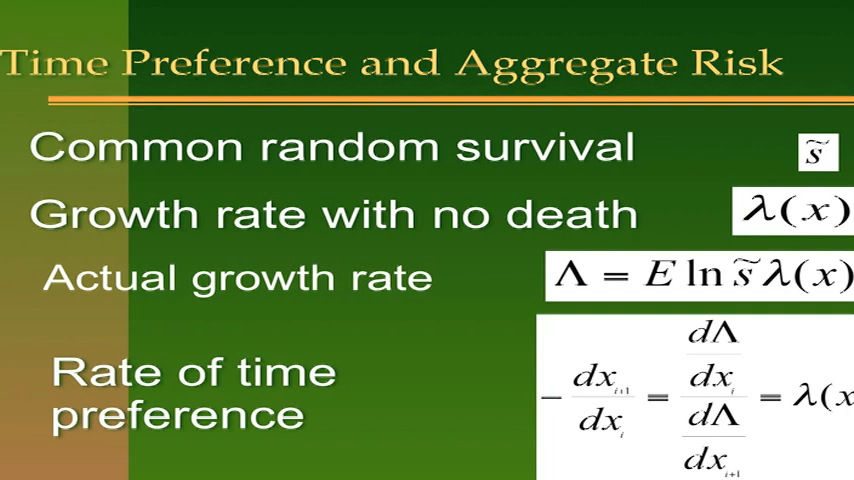 Time Preference and Aggregate Risk
Common random survival s̃
Growth rate with no death λ(x)
Actual growth rate Λ = E ln s̃ λ(x)
Rate of time
preference
− dx_{i+1}/dx_i = (dΛ/dx_i)/(dΛ/dx_{i+1}) = λ(x